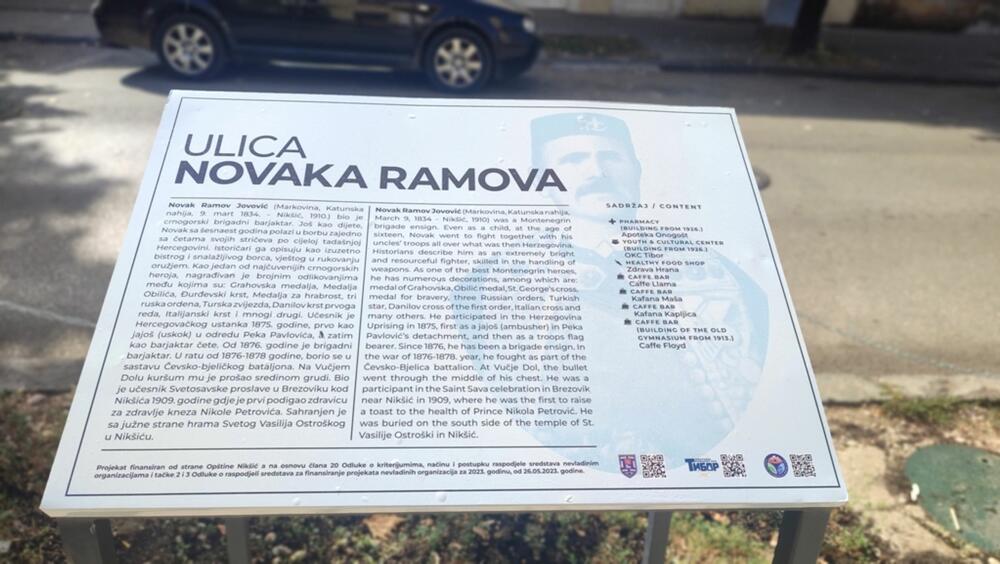 ULICA
NOVAKA RAMOVA
Novak Ramov Jovović (Markovina, Katunska
nahija, 9. mart 1834. - Nikšić, 1910.) bio je
crnogorski brigadni barjaktar. Još kao dijete,
Novak sa šesnaest godina polazi u borbu zajedno
sa četama svojih stričeva po cijeloj tadašnjoj
Hercegovini. Istoričari ga opisuju kao izuzetno
bistrog i snalažljivog borca, vještog u rukovanju
oružjem. Kao jedan od najčuvenijih crnogorskih
heroja, nagrađivan je brojnim odlikovanjima
među kojima su: Grahovska medalja, Medalja
Obilića, Đurđevski krst, Medalja za hrabrost, tri
ruska ordena, Turska zvijezda, Danilov krst prvoga
reda, Italijanski krst i mnogi drugi. Učesnik je
Hercegovačkog ustanka 1875. godine, prvo kao
jajoš (uskok) u odredu Peka Pavlovića, a zatim
kao barjaktar čete. Od 1876. godine je brigadni
barjaktar. U ratu od 1876-1878 godine, borio se u
sastavu Čevsko-bjeličkog bataljona. Na Vučjem
Dolu kuršum mu je prošao sredinom grudi. Bio
je učesnik Svetosavske proslave u Brezoviku kod
Nikšića 1909. godine gdje je prvi podigao zdravicu
za zdravlje kneza Nikole Petrovića. Sahranjen je
sa južne strane hrama Svetog Vasilija Ostroškog
u Nikšiću.
Novak Ramov Jovović (Markovina, Katunska nahija,
March 9, 1834 - Nikšić, 1910) was a Montenegrin
brigade ensign. Even as a child, at the age of
sixteen, Novak went to fight together with his
uncles' troops all over what was then Herzegovina.
Historians describe him as an extremely bright
and resourceful fighter, skilled in the handling of
weapons. As one of the best Montenegrin heroes,
he has numerous decorations, among which are:
medal of Grahovska, Obilić medal, St. George's cross,
medal for bravery, three Russian orders, Turkish
star, Danilov cross of the first order, Italian cross and
many others. He participated in the Herzegovina
Uprising in 1875, first as a jajoš (ambusher) in Peka
Pavlović's detachment, and then as a troops flag
bearer. Since 1876, he has been a brigade ensign. In
the war of 1876-1878. year, he fought as part of the
Čevsko-Bjelica battalion. At Vučje Dol, the bullet
went through the middle of his chest. He was a
participant in the Saint Sava celebration in Brezovik
near Nikšić in 1909, where he was the first to raise
a toast to the health of Prince Nikola Petrović. He
was buried on the south side of the temple of St.
Vasilije Ostroški in Nikšić.
SADRŽAJ / CONTENT
PHARMACY
(BUILDING FROM 1926.)
Apoteka Onogošt
YOUTH & CULTURAL CENTER
(BUILDING FROM 1936.)
OKC Tibor
HEALTHY FOOD SHOP
Zdrava Hrana
CAFFE BAR
Caffe Llama
CAFFE BAR
Kafana Maša
CAFFE BAR
Kafana Kapljica
CAFFE BAR
(BUILDING OF THE OLD
GYMNASIUM FROM 1913.)
Caffe Floyd
Projekat finansiran od strane Opštine Nikšić a na osnovu člana 20 Odluke o kriterijumima, načinu i postupku raspodjele sredstava nevladinim
organizacijama i tačke 2 i 3 Odluke o raspodjeli sredstava za finansiranje projekata nevladinih organizacija za 2023. godinu, od 26.05.2023. godine.
ТИБОР